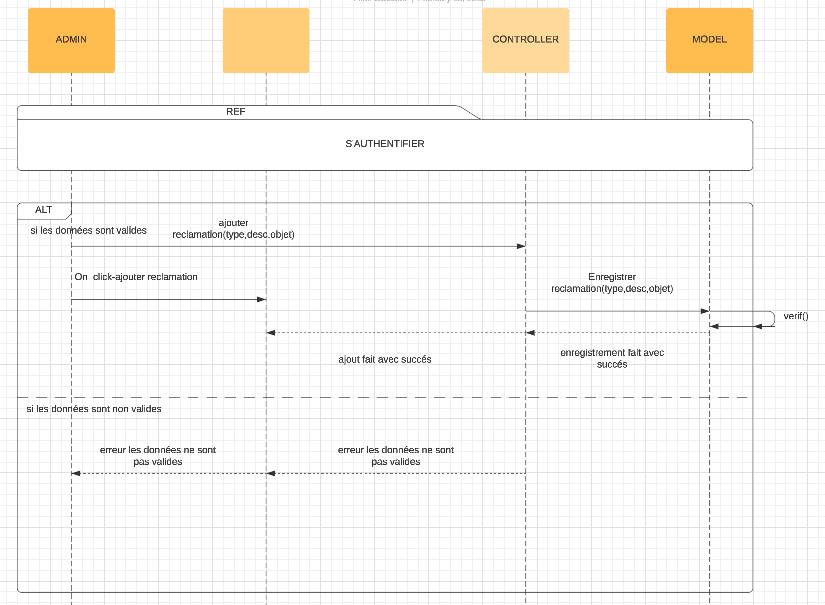 ADMIN
CONTROLLER
MODEL
REF
S'AUTHENTIFIER
ALT
si les données sont valides
ajouter
reclamation(type,desc,objet)
On click-ajouter reclamation
Enregistrer
reclamation(type,desc,objet)
verif()
ajout fait avec succés
enregistrement fait avec
succés
si les données sont non valides
erreur les données ne sont
pas valides
erreur les données ne sont
pas valides